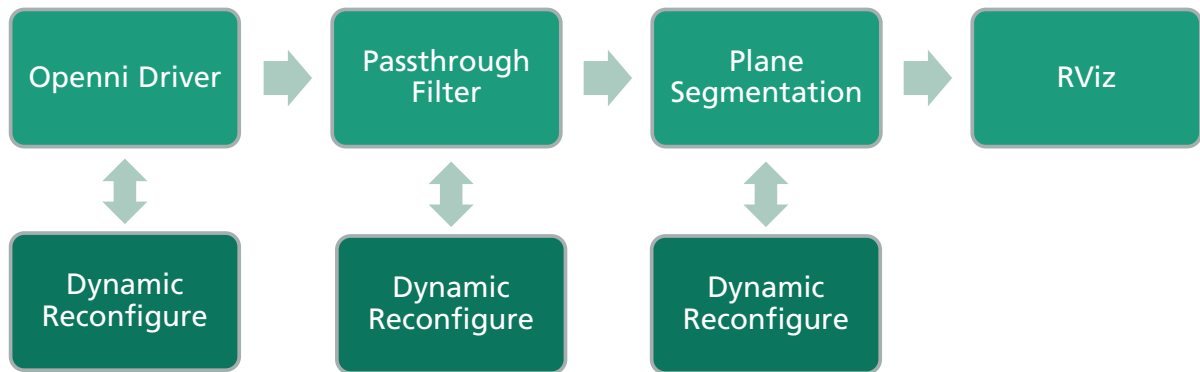 Openni Driver
Passthrough
Filter
Plane
Segmentation
RViz
Dynamic
Reconfigure
Dynamic
Reconfigure
Dynamic
Reconfigure